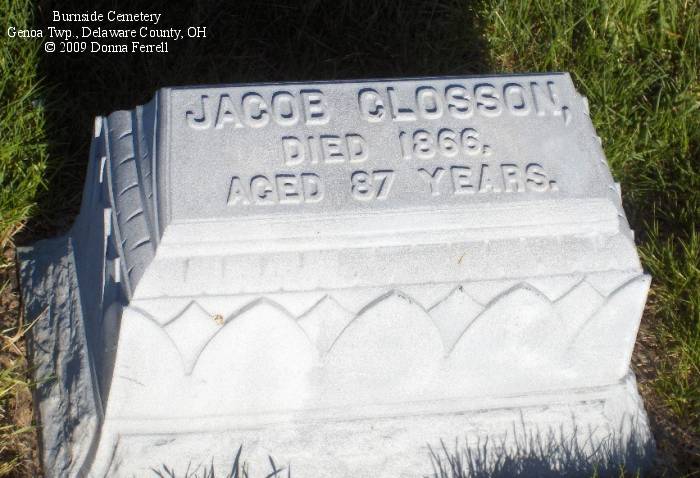 Burnside Cemetery
Genoa Twp., Delaware County, OH
© 2009 Donna Ferrell
JACOB CLOSSON,
DIED 1866.
AGED 87 YEARS.